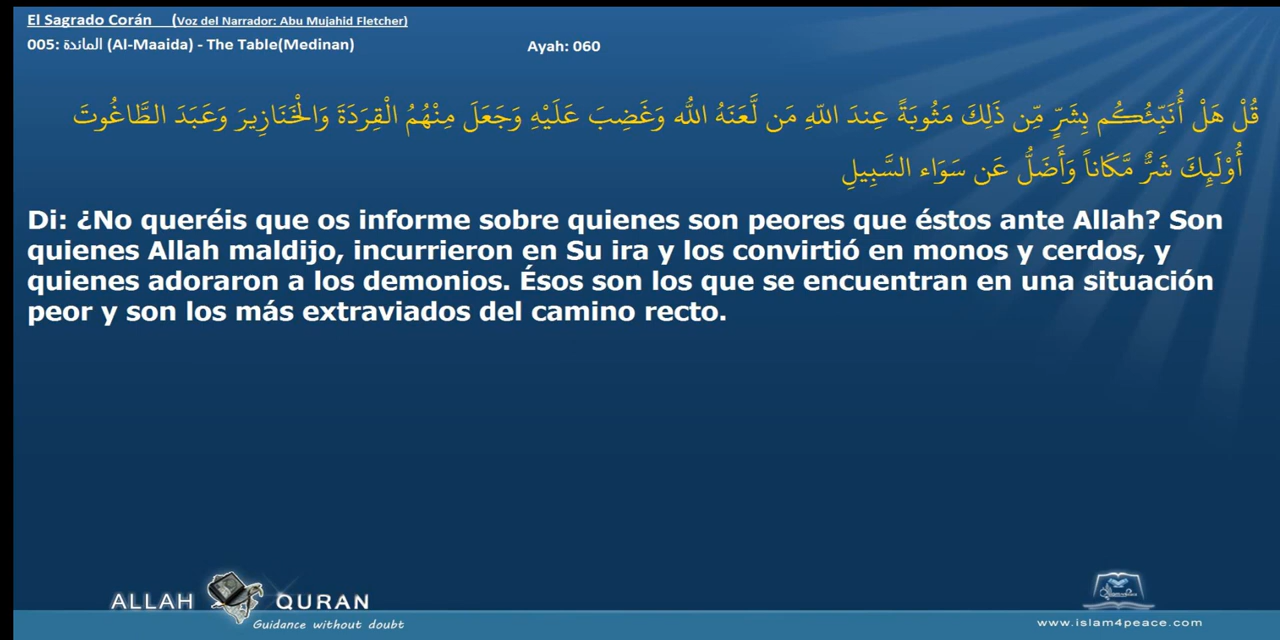 El Sagrado Corán (Voz del Narrador: Abu Mujahid Fletcher)
005: المائدة (Al-Maaida) - The Table(Medinan) Ayah: 060
قُلْ هَلْ أُنَبِّئُكُم بِشَرٍّ مِّن ذَلِكَ مَثُوبَةً عِندَ اللّهِ مَن لَّعَنَهُ اللّه وَغَضِبَ عَلَيْهِ وَجَعَلَ مِنْهُمُ الْقِرَدَةَ وَالْخَنَازِيرَ وَعَبَدَ الطَّاغُوتَ
أُوْلَئِكَ شَرٌّ مَّكَاناً وَأَضَلُّ عَن سَوَاء السَّبِيلِ
Di: ¿No queréis que os informe sobre quienes son peores que éstos ante Allah? Son
quienes Allah maldijo, incurrieron en Su ira y los convirtió en monos y cerdos, y
quienes adoraron a los demonios. Ésos son los que se encuentran en una situación
peor y son los más extraviados del camino recto.
ALLAH QURAN
Guidance without doubt
www.islam4peace.com